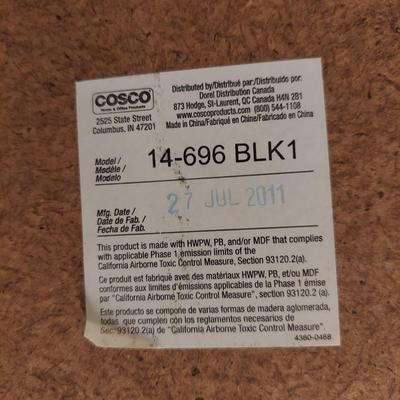 COSCO
Home & Office Products
2525 State Street
Columbus, IN 47201
Distributed by/Distribué par:/Distribuido por:
Dorel Distribution Canada
873 Hodge, St-Laurent, QC Canada H4N 2B1
www.coscoproducts.com (800) 544-1108
Made in China/Fabriqué en Chine/Fabricado en China
Model / 14-696 BLK1
Modèle /
Modelo
Mfg. Date / 27 JUL 2011
Date de Fab. /
Fecha de Fab.
This product is made with HWPW, PB, and/or MDF that complies
with applicable Phase 1 emission limits of the
California Airborne Toxic Control Measure, Section 93120.2(a).
Ce produit est fabriqué avec des matériaux HWPW, PB, et/ou MDF
conformes aux limites d'émissions applicables de la Phase 1 émise
par "California Airborne Toxic Control Measure", section 93120.2 (a).
Este producto se compone de varias formas de madera aglomerada,
todas que cumplen con los reglamentos necesarios de
Sec. 93120.2(a) de "California Airborne Toxic Control Measure".
4360-0468